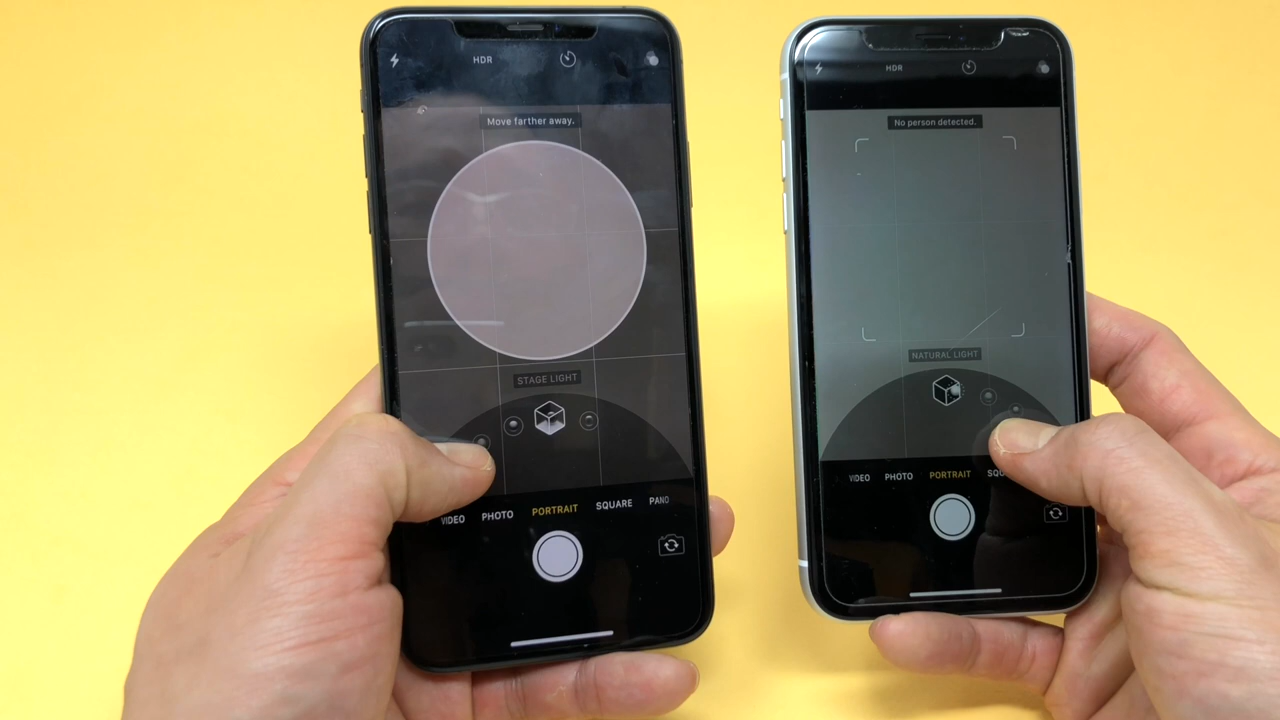 HDR
Move farther away.
STAGE LIGHT
VIDEO PHOTO PORTRAIT SQUARE PANO
HDR
No person detected.
NATURAL LIGHT
VIDEO PHOTO PORTRAIT SQU